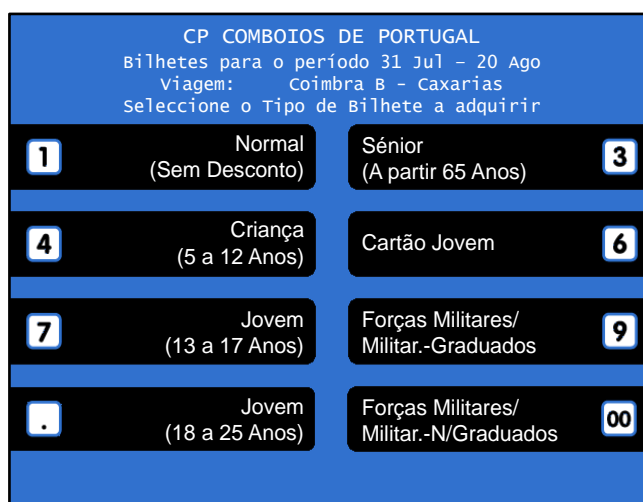 CP COMBOIOS DE PORTUGAL
Bilhetes para o período 31 Jul – 20 Ago
Viagem: Coimbra B - Caxarias
Seleccione o Tipo de Bilhete a adquirir
1
Normal
(Sem Desconto)
Sénior
(A partir 65 Anos)
3
4
Criança
(5 a 12 Anos)
Cartão Jovem
6
7
Jovem
(13 a 17 Anos)
Forças Militares/
Militar.-Graduados
9
.
Jovem
(18 a 25 Anos)
Forças Militares/
Militar.-N/Graduados
00